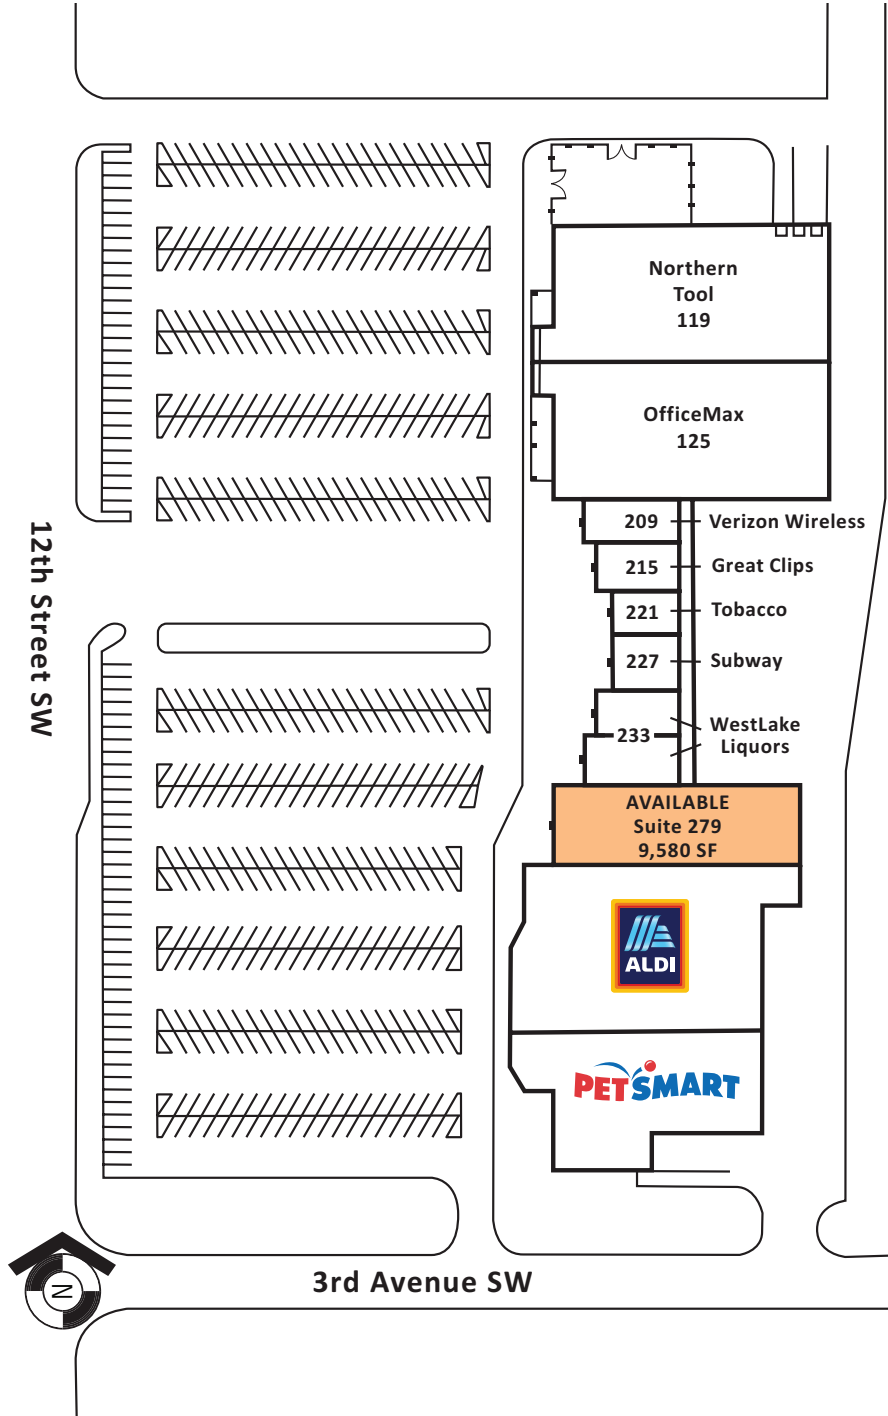 Northern
Tool
119
OfficeMax
125
209 Verizon Wireless
215 Great Clips
221 Tobacco
227 Subway
233 WestLake
Liquors
AVAILABLE
Suite 279
9,580 SF
ALDI
PETSMART
12th Street SW
3rd Avenue SW
N